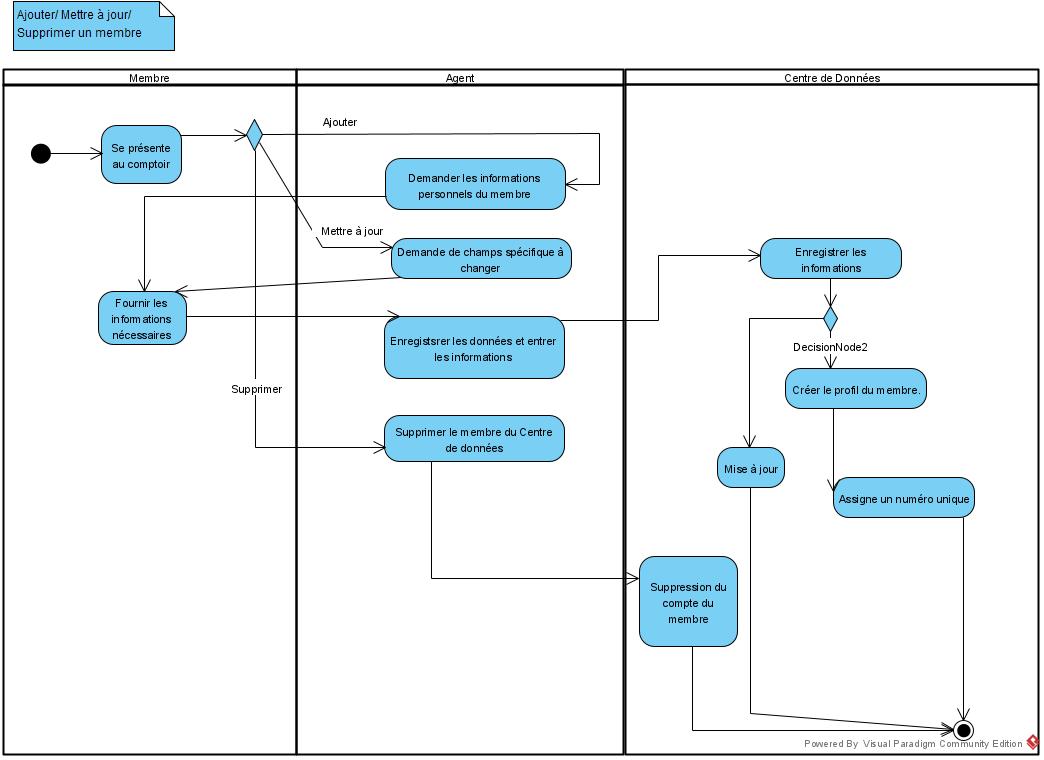 Ajouter/ Mettre à jour/
Supprimer un membre
Membre
Agent
Centre de Données
Ajouter
Se présente
au comptoir
Demander les informations
personnels du membre
Mettre à jour
Demande de champs spécifique à
changer
Enregistrer les
informations
Fournir les
informations
nécessaires
Enregistsrer les données et entrer
les informations
DecisionNode2
Créer le profil du membre.
Supprimer
Supprimer le membre du Centre
de données
Mise à jour
Assigne un numéro unique
Suppression du
compte du
membre
Powered By Visual Paradigm Community Edition